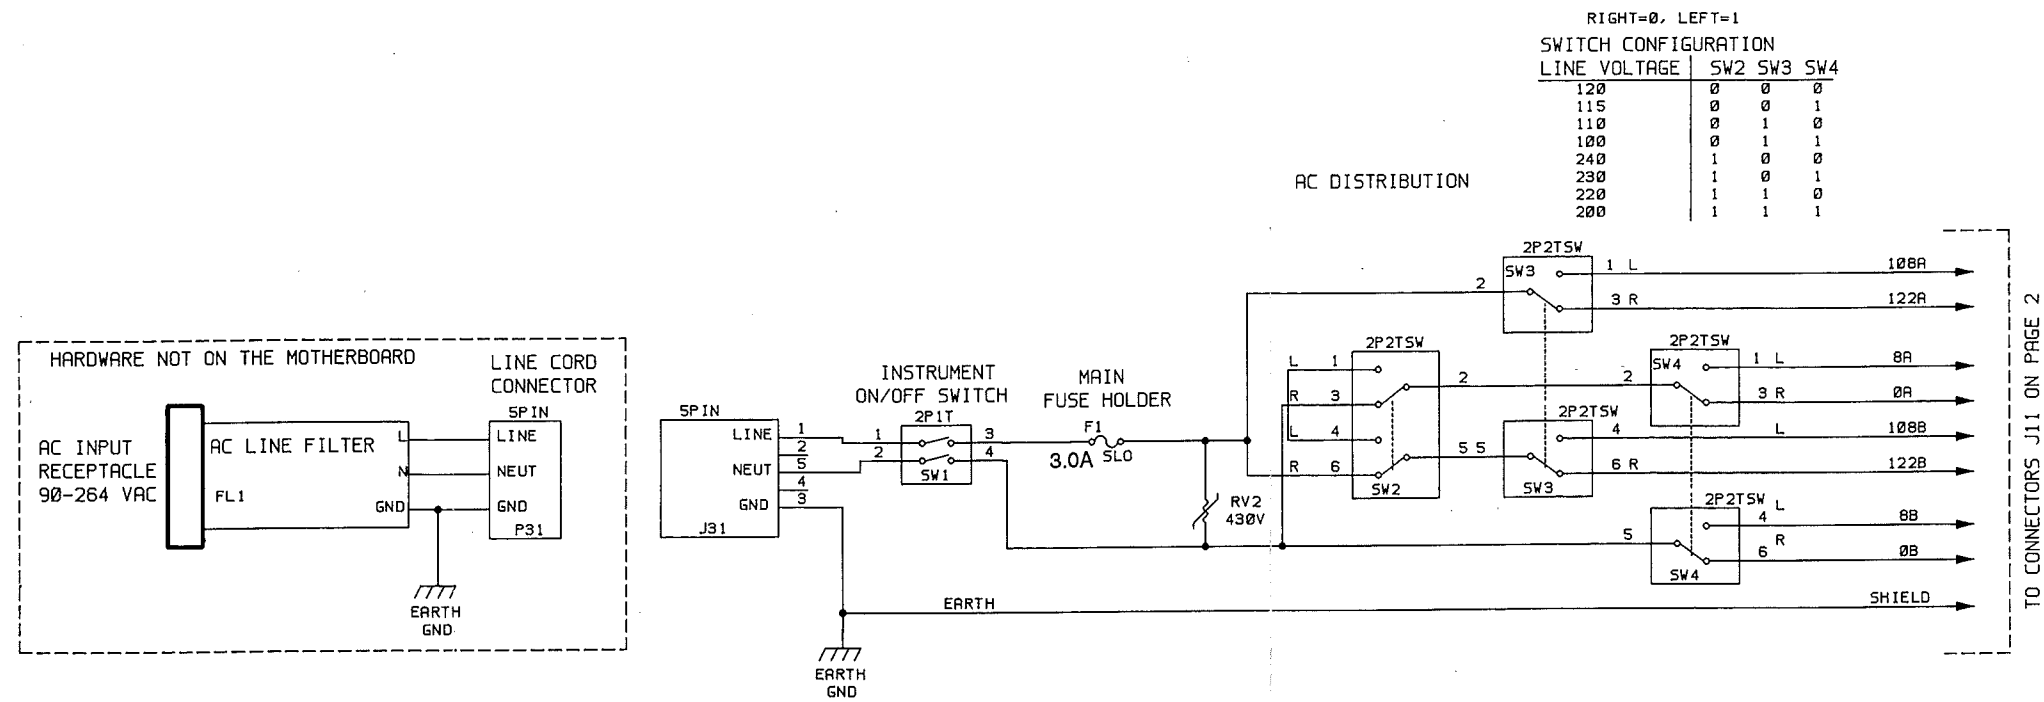 RIGHT=0, LEFT=1
SWITCH CONFIGURATION
LINE VOLTAGE SW2 SW3 SW4
120 0 0 0
115 0 0 1
110 0 1 0
100 0 1 1
240 1 0 0
230 1 0 1
220 1 1 0
200 1 1 1
AC DISTRIBUTION
HARDWARE NOT ON THE MOTHERBOARD
LINE CORD
CONNECTOR
5PIN
LINE
NEUT
GND
P31
AC INPUT
RECEPTACLE
90-264 VAC
AC LINE FILTER
FL1
L
N
GND
EARTH
GND
5PIN
LINE
NEUT
GND
J31
1
2
5
4
3
EARTH
GND
EARTH
INSTRUMENT
ON/OFF SWITCH
2P1T
1 3
2 4
SW1
MAIN
FUSE HOLDER
F1
3.0A SLO
RV2
430V
2P2TSW
L 1
R 3
L 4
R 6
2
5 5
SW2
2P2TSW
SW3
2
1 L
3 R
2P2TSW
SW4
2
1 L
3 R
2P2TSW
4 L
6 R
SW3
2P2TSW
L
4
R
6
5
SW4
108A
122A
8A
0A
108B
122B
8B
0B
SHIELD
TO CONNECTORS J11 ON PAGE 2